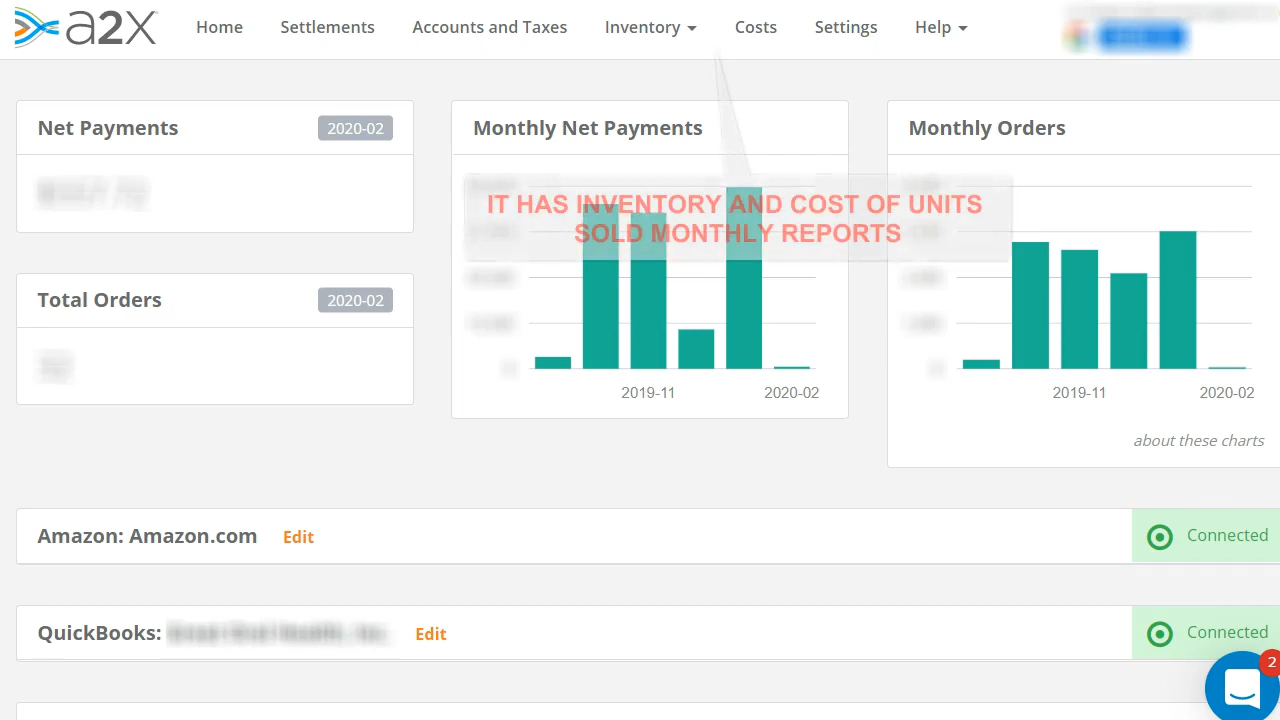 a2x
Home
Settlements
Accounts and Taxes
Inventory
Costs
Settings
Help
Net Payments
2020-02
Monthly Net Payments
Monthly Orders
IT HAS INVENTORY AND COST OF UNITS
SOLD MONTHLY REPORTS
Total Orders
2020-02
2019-11
2020-02
2019-11
2020-02
about these charts
Amazon: Amazon.com
Edit
Connected
QuickBooks:
Edit
Connected
2